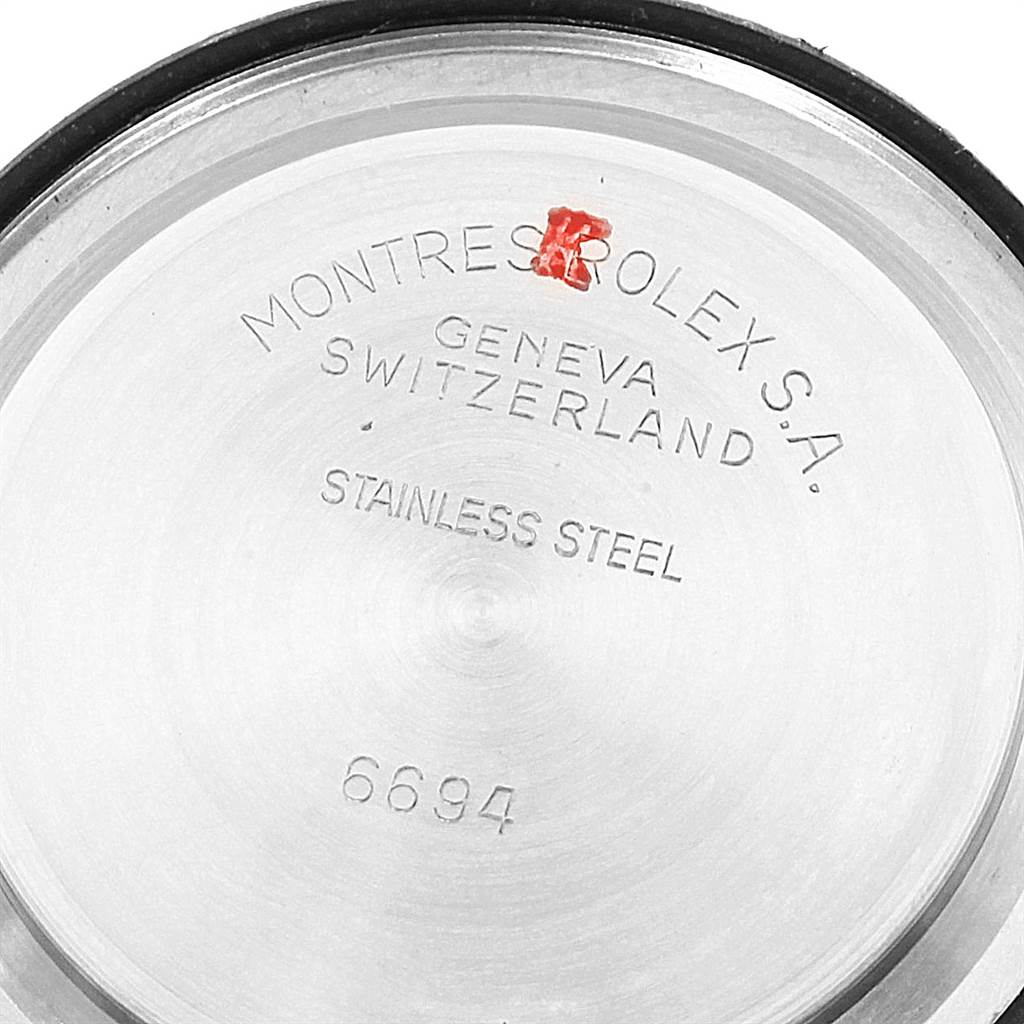 MONTRES ROLEX S.A.
GENEVA
SWITZERLAND
STAINLESS STEEL
6694